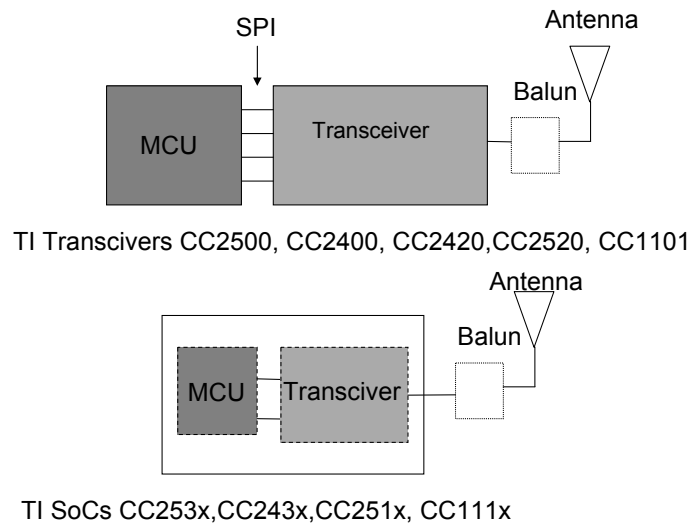 Antenna
SPI
Balun
MCU
Transceiver
TI Transcivers CC2500, CC2400, CC2420,CC2520, CC1101
Antenna
Balun
MCU
Transciver
TI SoCs CC253x,CC243x,CC251x, CC111x